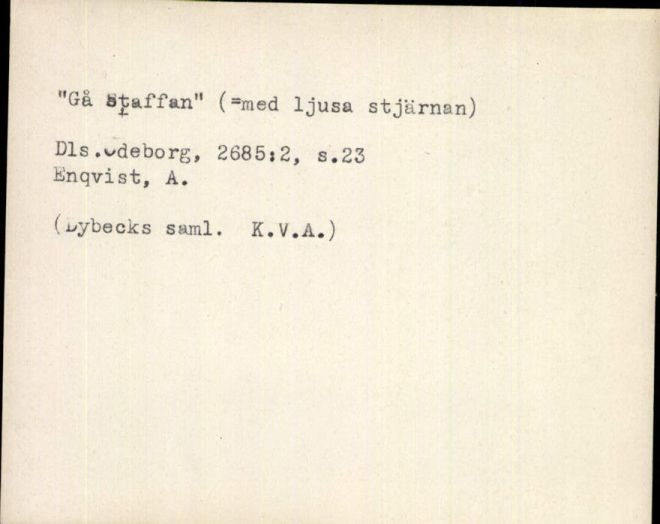 "Gå Staffan" (=med ljusa stjärnan)
Dls.Ödeborg, 2685:2, s.23
Enqvist, A.
(Dybecks saml. K.V.A.)